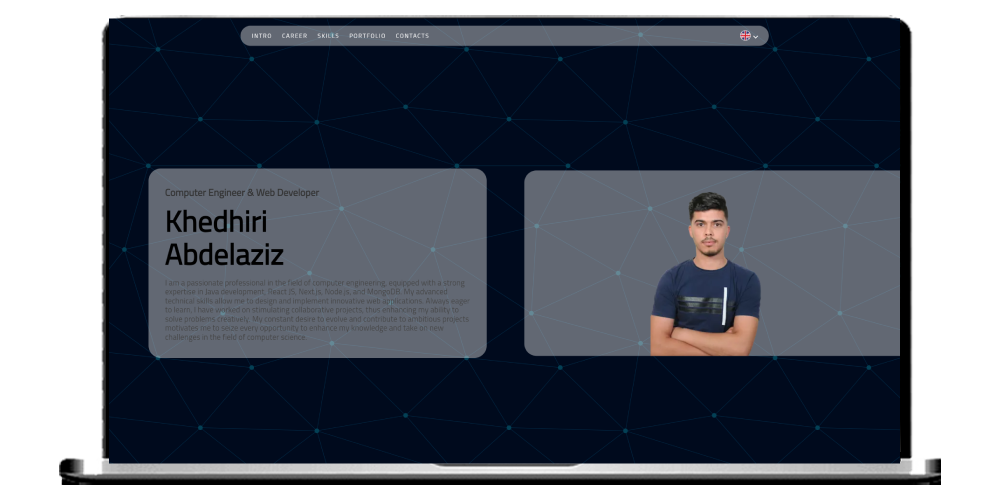 INTRO CAREER SKILLS PORTFOLIO CONTACTS
Computer Engineer & Web Developer
Khedhiri
Abdelaziz
I am a passionate professional in the field of computer engineering, equipped with a strong
expertise in Java development, React JS, Next.js, Node.js, and MongoDB. My advanced
technical skills allow me to design and implement innovative web applications. Always eager
to learn, I have worked on stimulating collaborative projects, thus enhancing my ability to
solve problems creatively. My constant desire to evolve and contribute to ambitious projects
motivates me to seize every opportunity to enhance my knowledge and take on new
challenges in the field of computer science.